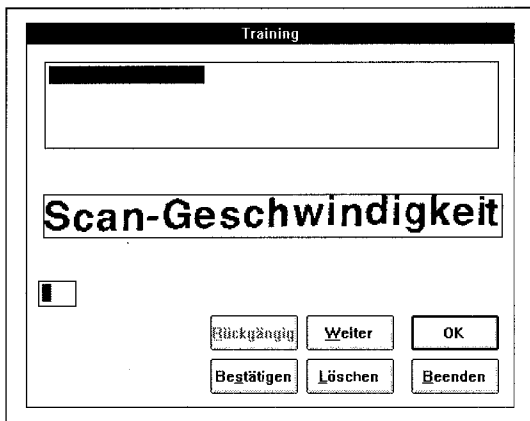 Training
Scan-Geschwindigkeit
Rückgängig Weiter OK
Bestätigen Löschen Beenden